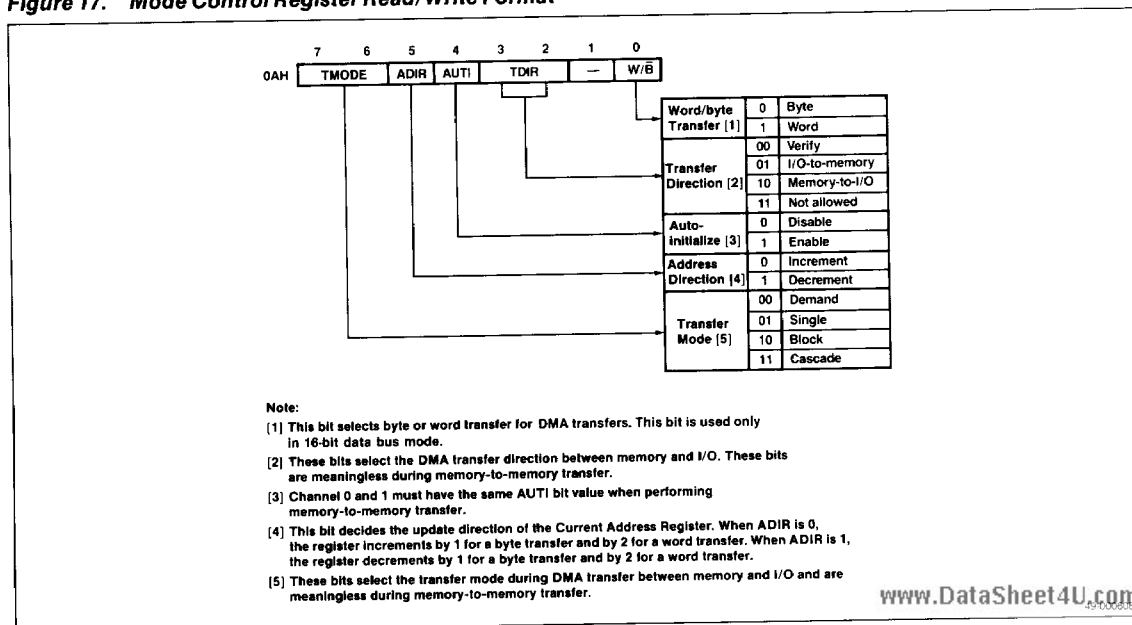 Figure 17. Mode Control Register Read/Write Format
7 6 5 4 3 2 1 0
0AH TMODE ADIR AUTI TDIR — W/B̅
Word/byte
Transfer [1]
0 Byte
1 Word
Transfer
Direction [2]
00 Verify
01 I/O-to-memory
10 Memory-to-I/O
11 Not allowed
Auto-
initialize [3]
0 Disable
1 Enable
Address
Direction [4]
0 Increment
1 Decrement
Transfer
Mode [5]
00 Demand
01 Single
10 Block
11 Cascade
Note:
[1] This bit selects byte or word transfer for DMA transfers. This bit is used only
in 16-bit data bus mode.
[2] These bits select the DMA transfer direction between memory and I/O. These bits
are meaningless during memory-to-memory transfer.
[3] Channel 0 and 1 must have the same AUTI bit value when performing
memory-to-memory transfer.
[4] This bit decides the update direction of the Current Address Register. When ADIR is 0,
the register increments by 1 for a byte transfer and by 2 for a word transfer. When ADIR is 1,
the register decrements by 1 for a byte transfer and by 2 for a word transfer.
[5] These bits select the transfer mode during DMA transfer between memory and I/O and are
meaningless during memory-to-memory transfer.
www.DataSheet4U.com